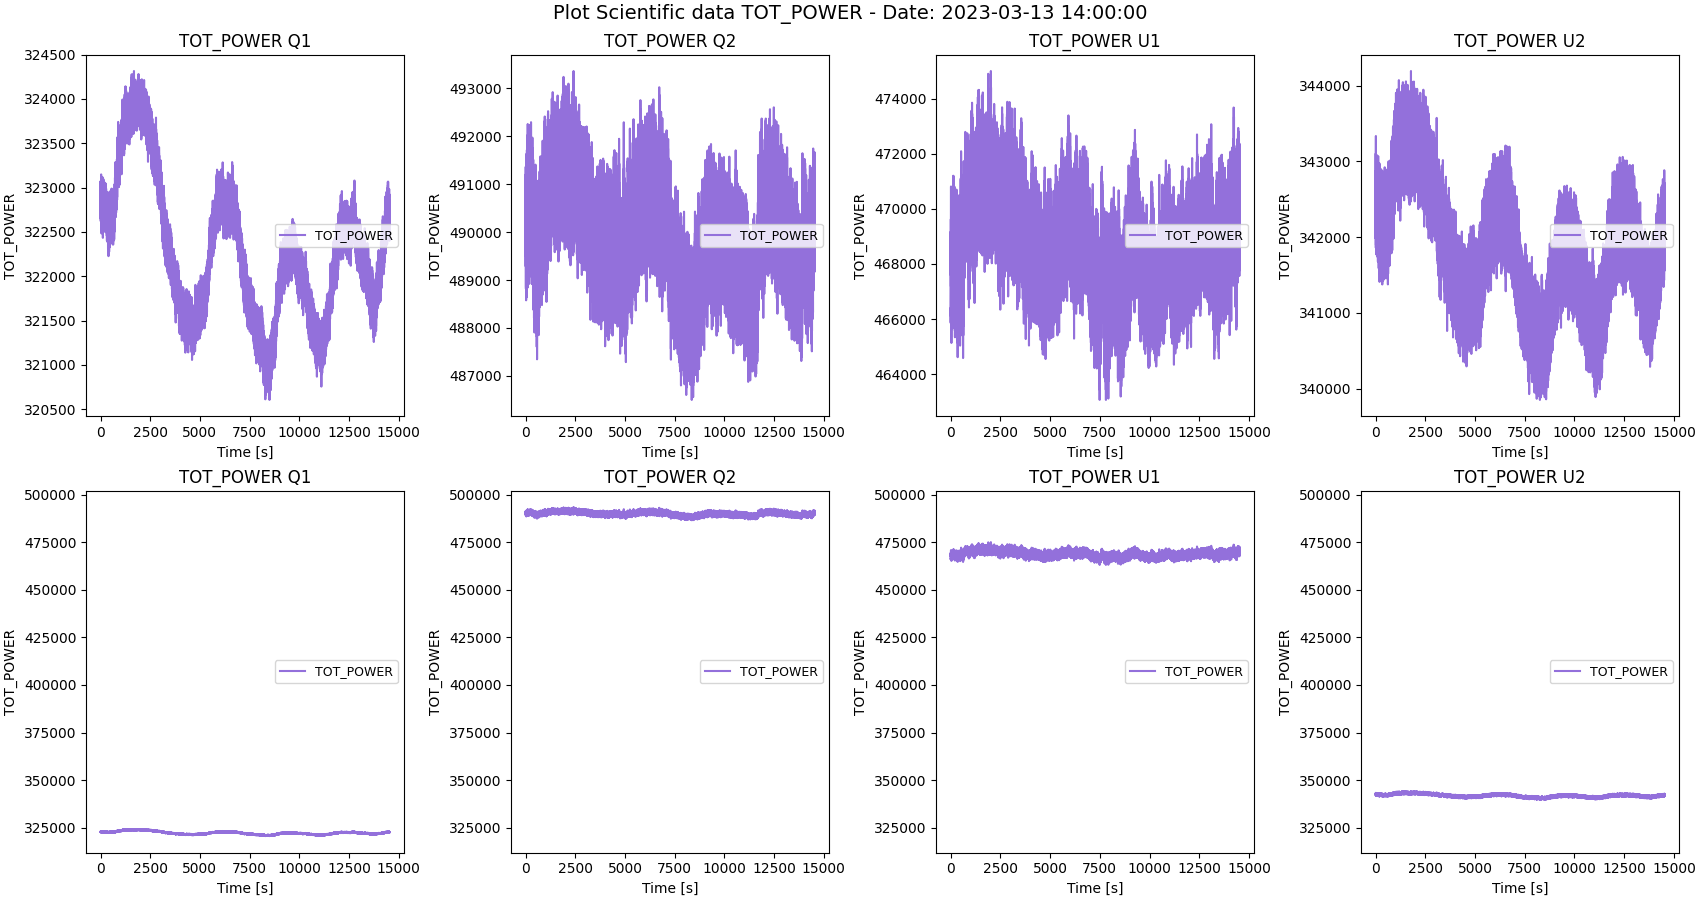 Plot Scientific data TOT_POWER - Date: 2023-03-13 14:00:00
TOT_POWER Q1
324500
324000
323500
323000
322500
322000
321500
321000
320500
TOT_POWER
TOT_POWER
0 2500 5000 7500 10000 12500 15000
Time [s]
TOT_POWER Q2
493000
492000
491000
490000
489000
488000
487000
TOT_POWER
TOT_POWER
0 2500 5000 7500 10000 12500 15000
Time [s]
TOT_POWER U1
474000
472000
470000
468000
466000
464000
TOT_POWER
TOT_POWER
0 2500 5000 7500 10000 12500 15000
Time [s]
TOT_POWER U2
344000
343000
342000
341000
340000
TOT_POWER
TOT_POWER
0 2500 5000 7500 10000 12500 15000
Time [s]
TOT_POWER Q1
500000
475000
450000
425000
400000
375000
350000
325000
TOT_POWER
TOT_POWER
0 2500 5000 7500 10000 12500 15000
Time [s]
TOT_POWER Q2
500000
475000
450000
425000
400000
375000
350000
325000
TOT_POWER
TOT_POWER
0 2500 5000 7500 10000 12500 15000
Time [s]
TOT_POWER U1
500000
475000
450000
425000
400000
375000
350000
325000
TOT_POWER
TOT_POWER
0 2500 5000 7500 10000 12500 15000
Time [s]
TOT_POWER U2
500000
475000
450000
425000
400000
375000
350000
325000
TOT_POWER
TOT_POWER
0 2500 5000 7500 10000 12500 15000
Time [s]